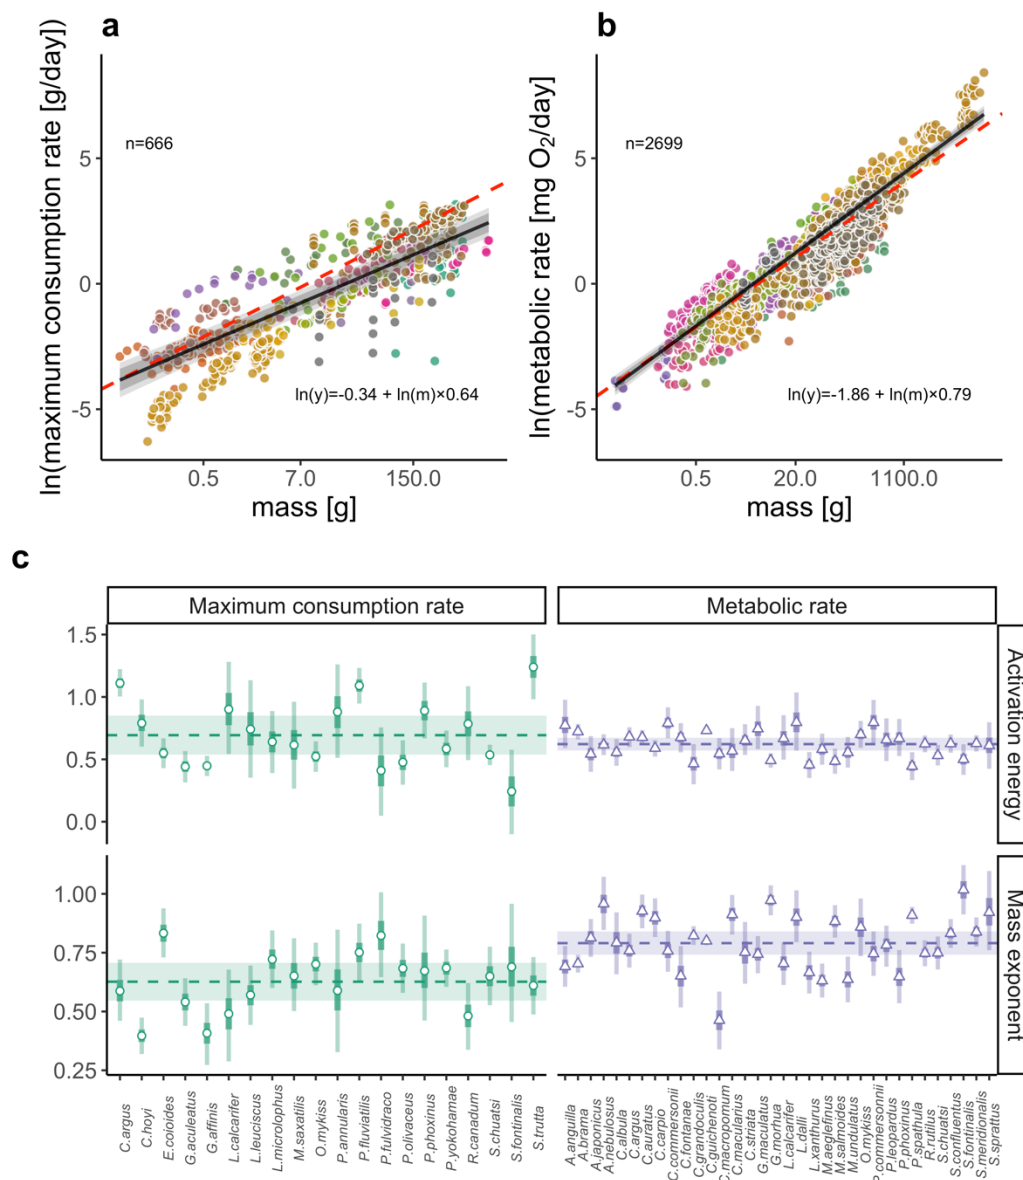 a
b
ln(maximum consumption rate [g/day])
5
0
-5
n=666
ln(y)=-0.34 + ln(m)×0.64
0.5
7.0
150.0
mass [g]
ln(metabolic rate [mg O₂/day]
5
0
-5
n=2699
ln(y)=-1.86 + ln(m)×0.79
0.5
20.0
1100.0
mass [g]
c
Maximum consumption rate
Metabolic rate
1.5
1.0
0.5
0.0
Activation energy
1.00
0.75
0.50
0.25
Mass exponent
C.argus
C.hoyi
E.coioides
G.aculeatus
G.affinis
L.calcarifer
L.leuciscus
L.microlophus
M.saxatilis
O.mykiss
P.annularis
P.fluviatilis
P.fulvidraco
P.olivaceus
P.phoxinus
P.yokohamae
R.canadum
S.chuatsi
S.fontinalis
S.trutta
A.anguilla
A.brama
A.japonicus
A.nebulosus
C.albula
C.argus
C.auratus
C.carpio
C.commersonii
C.fontanae
C.grandoculis
C.guichenoti
C.macropomum
C.macularius
C.striata
G.maculatus
G.morhua
L.calcarifer
L.dalli
L.xanthurus
M.aeglefinus
M.salmoides
M.undulatus
O.mykiss
P.commersonnii
P.leopardus
P.phoxinus
P.spathula
R.rutilus
S.chuatsi
S.confluentus
S.fontinalis
S.meridionalis
S.spratus